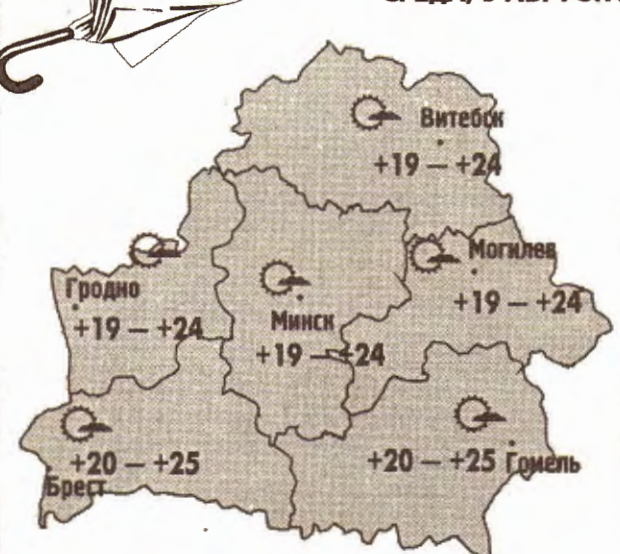 Витебск
+19 — +24
Могилев
+19 — +24
Гродно
+19 — +24
Минск
+19 — +24
+20 — +25
Брест
+20 — +25 Гомель